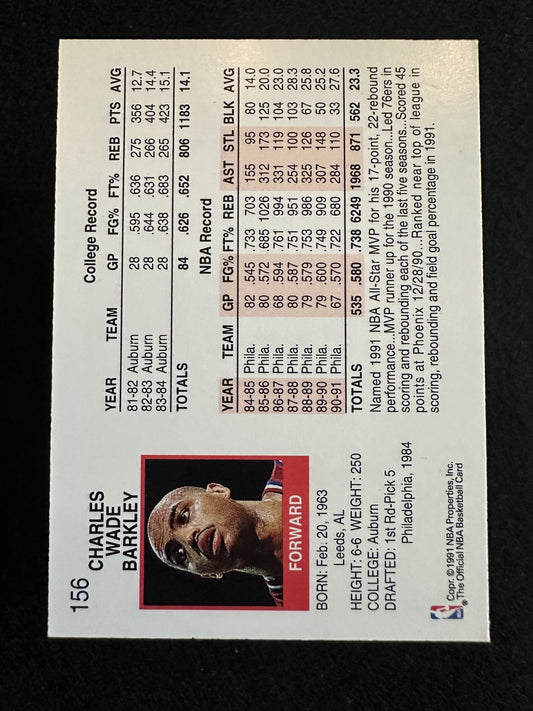 156
CHARLES
WADE
BARKLEY
FORWARD
BORN: Feb. 20, 1963
Leeds, AL
HEIGHT: 6-6 WEIGHT: 250
COLLEGE: Auburn
DRAFTED: 1st Rd-Pick 5
Philadelphia, 1984
Copr. © 1991 NBA Properties, Inc.
® The Official NBA Basketball Card
College Record
YEAR TEAM GP FG% FT% REB PTS AVG
81-82 Auburn 28 .595 .636 275 356 12.7
82-83 Auburn 28 .644 .631 266 404 14.4
83-84 Auburn 28 .638 .683 265 423 15.1
TOTALS 84 .626 .652 806 1183 14.1
NBA Record
YEAR TEAM GP FG% FT% REB AST STL BLK AVG
84-85 Phila. 82 .545 .733 703 155 95 80 14.0
85-86 Phila. 80 .572 .685 1026 312 173 125 20.0
86-87 Phila. 68 .594 .761 994 331 119 104 23.0
87-88 Phila. 80 .587 .751 951 254 100 103 28.3
88-89 Phila. 79 .579 .753 986 325 126 67 25.8
89-90 Phila. 79 .600 .749 909 307 148 50 25.2
90-91 Phila. 67 .570 .722 680 284 110 33 27.6
TOTALS 535 .580 .738 6249 1968 871 562 23.3
Named 1991 NBA All-Star MVP for his 17-point, 22-rebound
performance...MVP runner up for the 1990 season...Led 76ers in
scoring and rebounding each of the last five seasons...Scored 45
points at Phoenix 12/28/90...Ranked near top of league in
scoring, rebounding and field goal percentage in 1991.